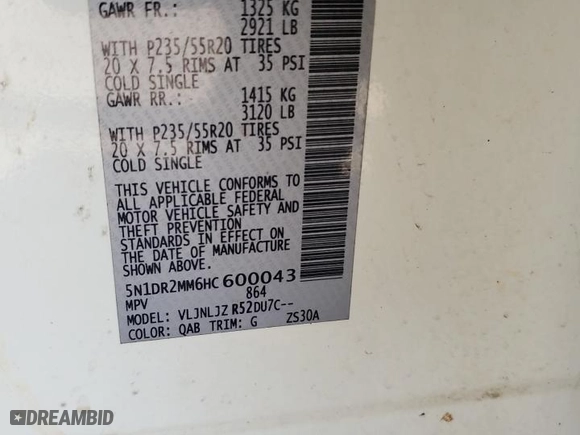 GAWR FR.: 1325 KG
2921 LB
WITH P235/55R20 TIRES
20 X 7.5 RIMS AT 35 PSI
COLD SINGLE
GAWR RR.: 1415 KG
3120 LB
WITH P235/55R20 TIRES
20 X 7.5 RIMS AT 35 PSI
COLD SINGLE
THIS VEHICLE CONFORMS TO
ALL APPLICABLE FEDERAL
MOTOR VEHICLE SAFETY AND
THEFT PREVENTION
STANDARDS IN EFFECT ON
THE DATE OF MANUFACTURE
SHOWN ABOVE.
5N1DR2MM6HC600043
MPV 864
MODEL: VLJNLJZ R52DU7C--
COLOR: QAB TRIM: G ZS30A
DREAMBID